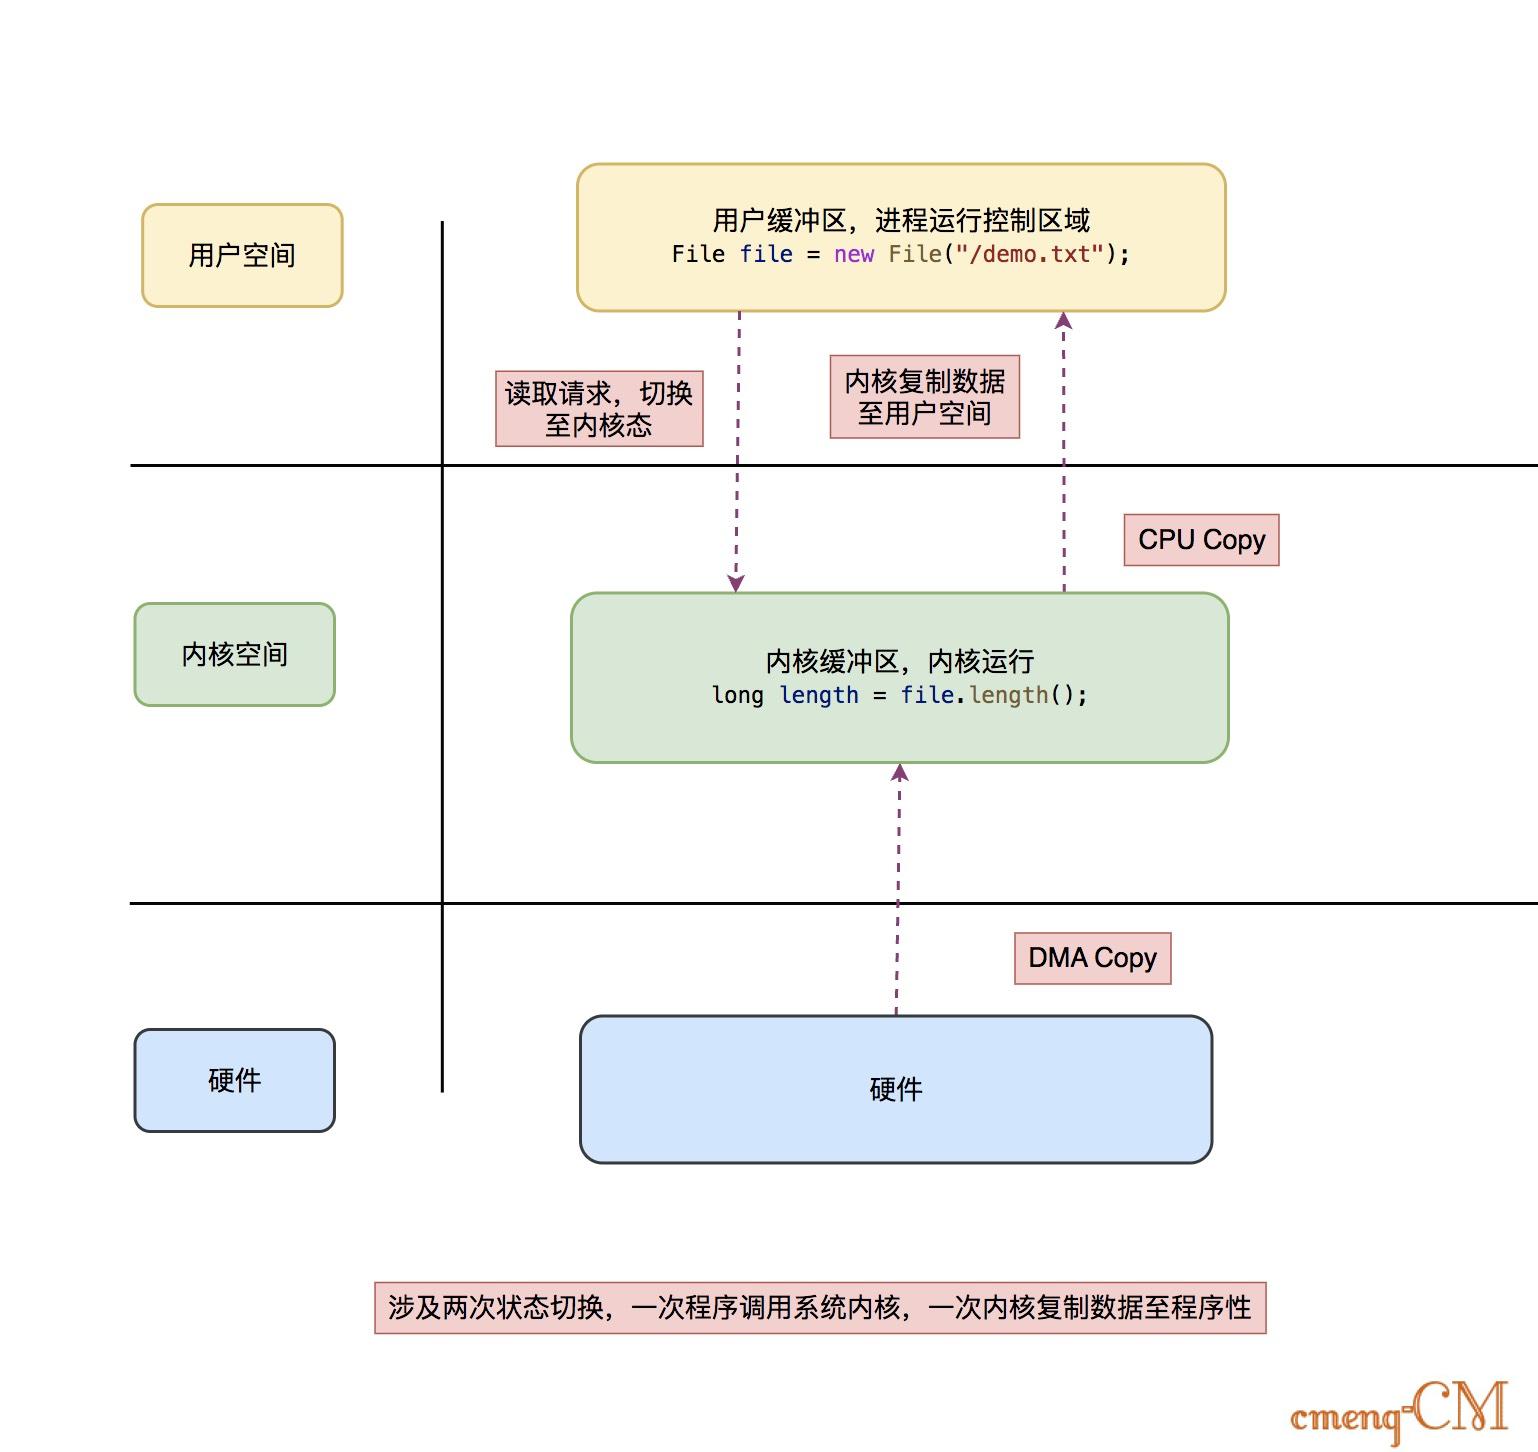 用户空间
用户缓冲区，进程运行控制区域
File file = new File("/demo.txt");
读取请求，切换
至内核态
内核复制数据
至用户空间
CPU Copy
内核空间
内核缓冲区，内核运行
long length = file.length();
DMA Copy
硬件
硬件
涉及两次状态切换，一次程序调用系统内核，一次内核复制数据至程序性
cmenq-CM